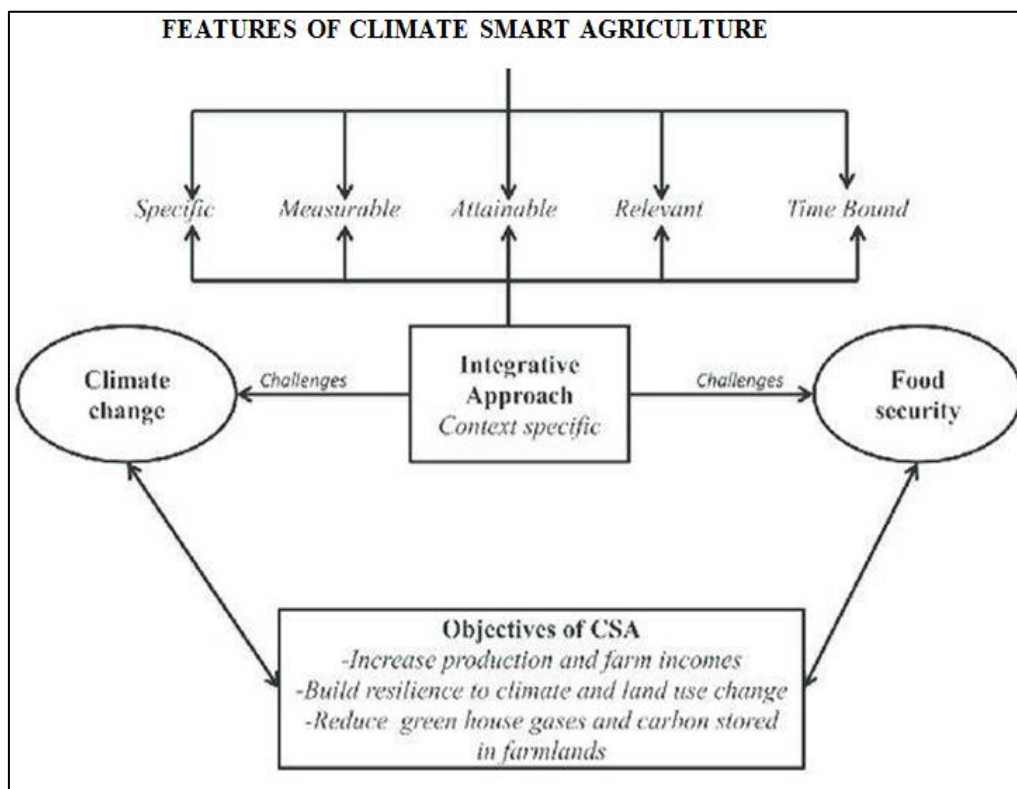 FEATURES OF CLIMATE SMART AGRICULTURE
Specific
Measurable
Attainable
Relevant
Time Bound
Climate
change
Challenges
Integrative
Approach
Context specific
Challenges
Food
security
Objectives of CSA
-Increase production and farm incomes
-Build resilience to climate and land use change
-Reduce green house gases and carbon stored
in farmlands